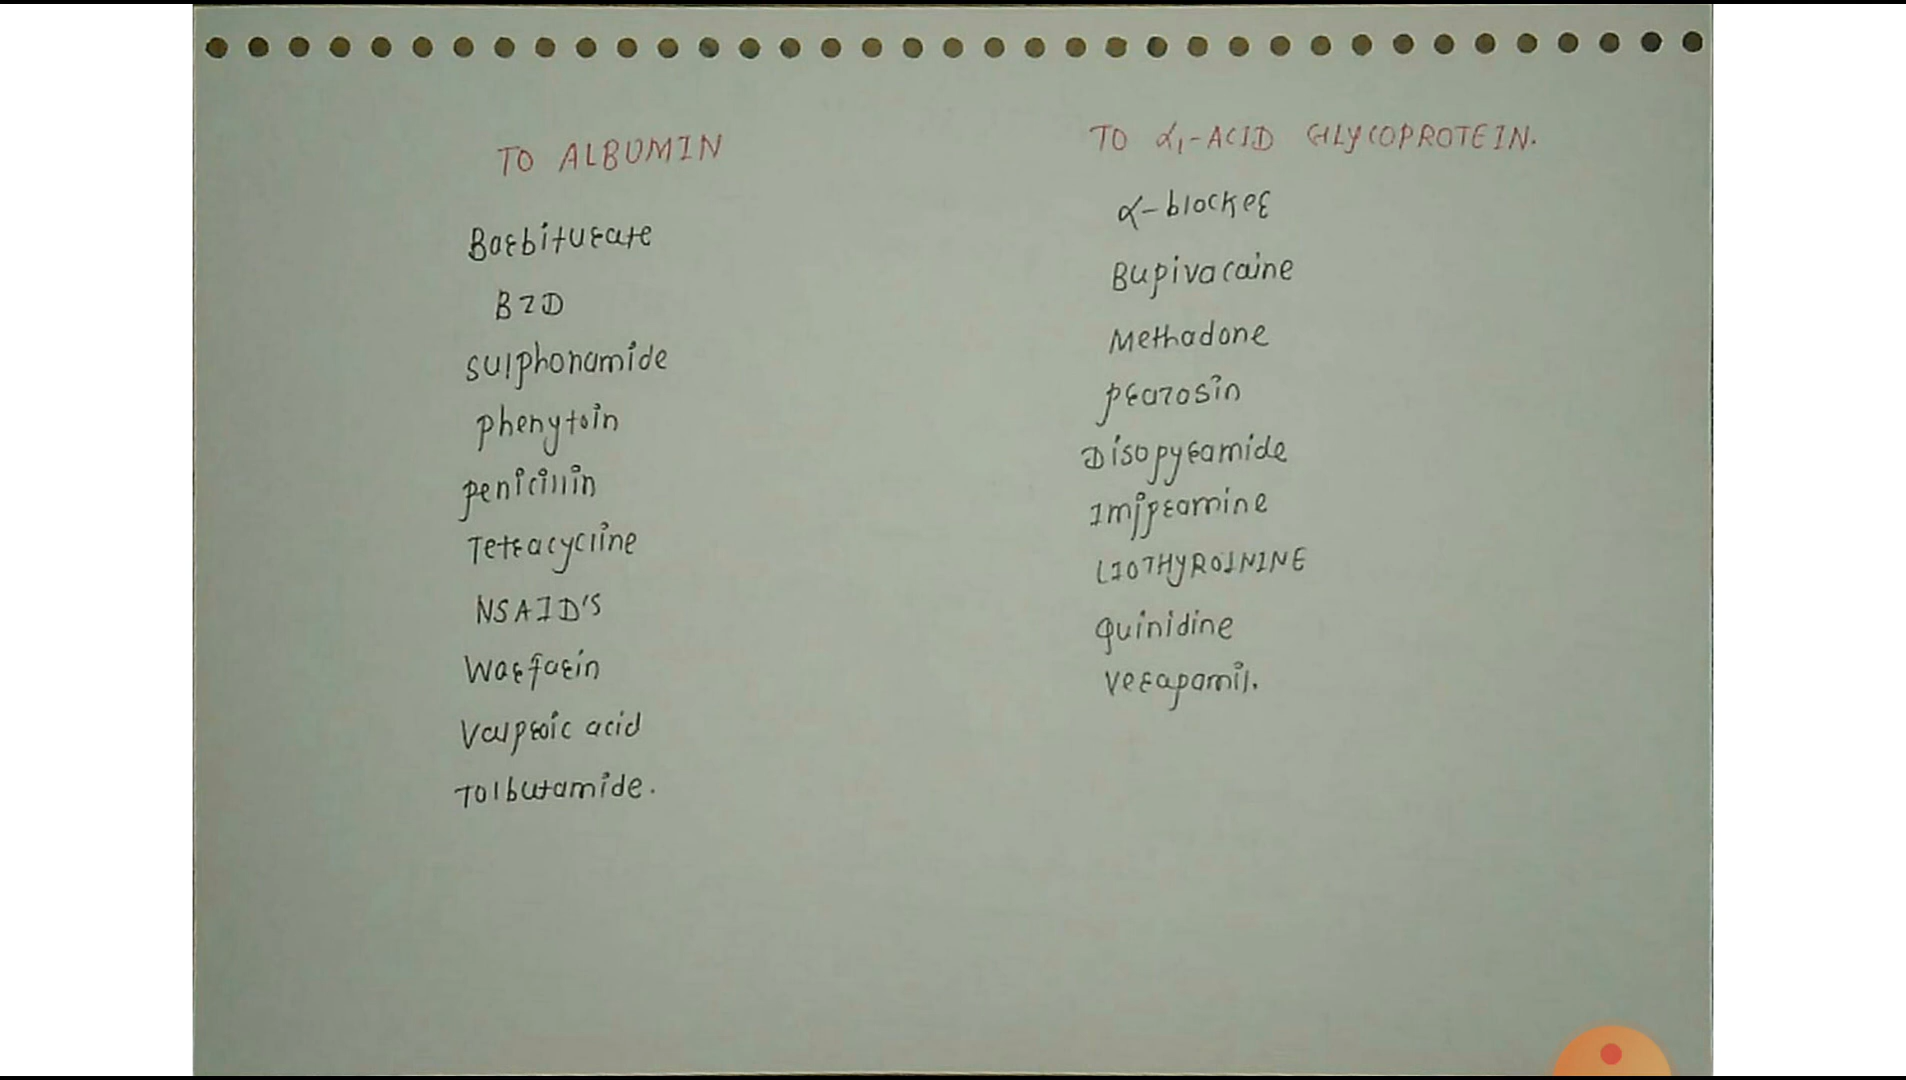 TO ALBUMIN
Barbiturate
BZD
sulphonamide
phenytoin
penicillin
Tetracycline
NSAID'S
Warfarin
Valproic acid
Tolbutamide.
TO α1-ACID GLYCOPROTEIN.
α-blocker
Bupivacaine
Methadone
prazosin
Disopyramide
Imipramine
LIOTHYROININE
quinidine
verapamil.